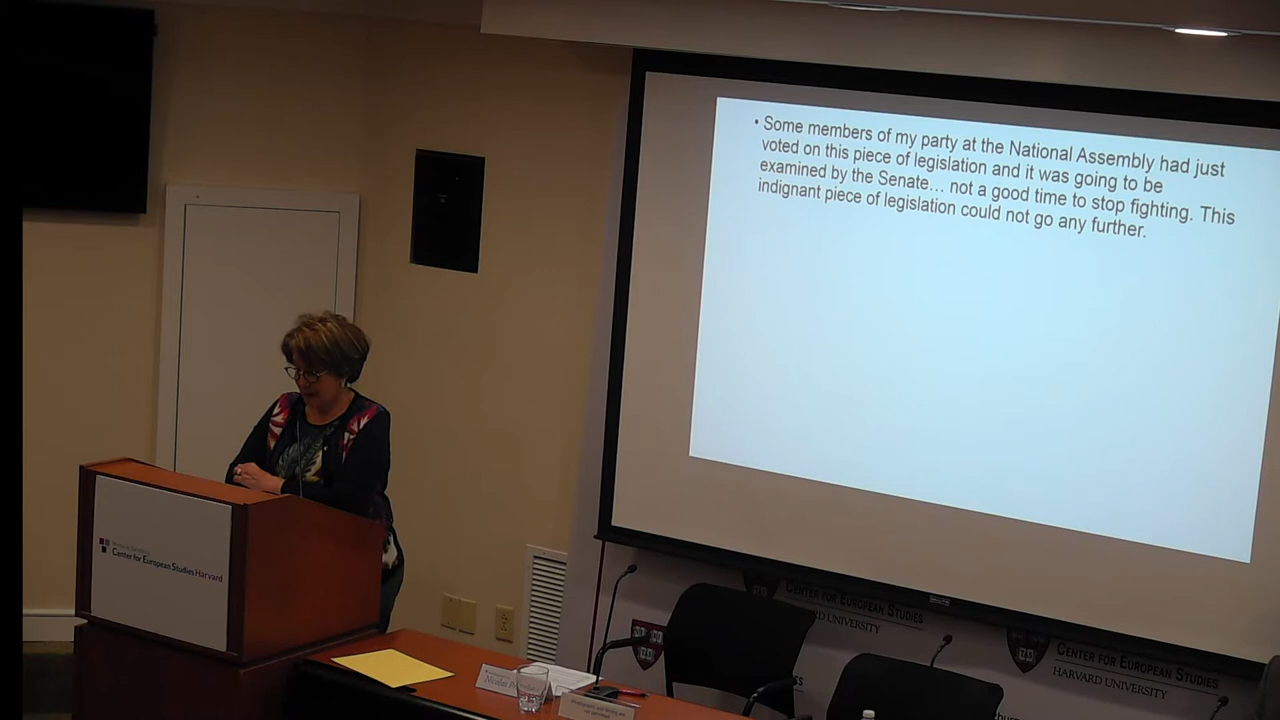 • Some members of my party at the National Assembly had just
voted on this piece of legislation and it was going to be
examined by the Senate... not a good time to stop fighting. This
indignant piece of legislation could not go any further.
Center for European Studies Harvard
CENTER FOR EUROPEAN STUDIES
HARVARD UNIVERSITY
CENTER FOR EUROPEAN STUDIES
HARVARD UNIVERSITY
Nicolas